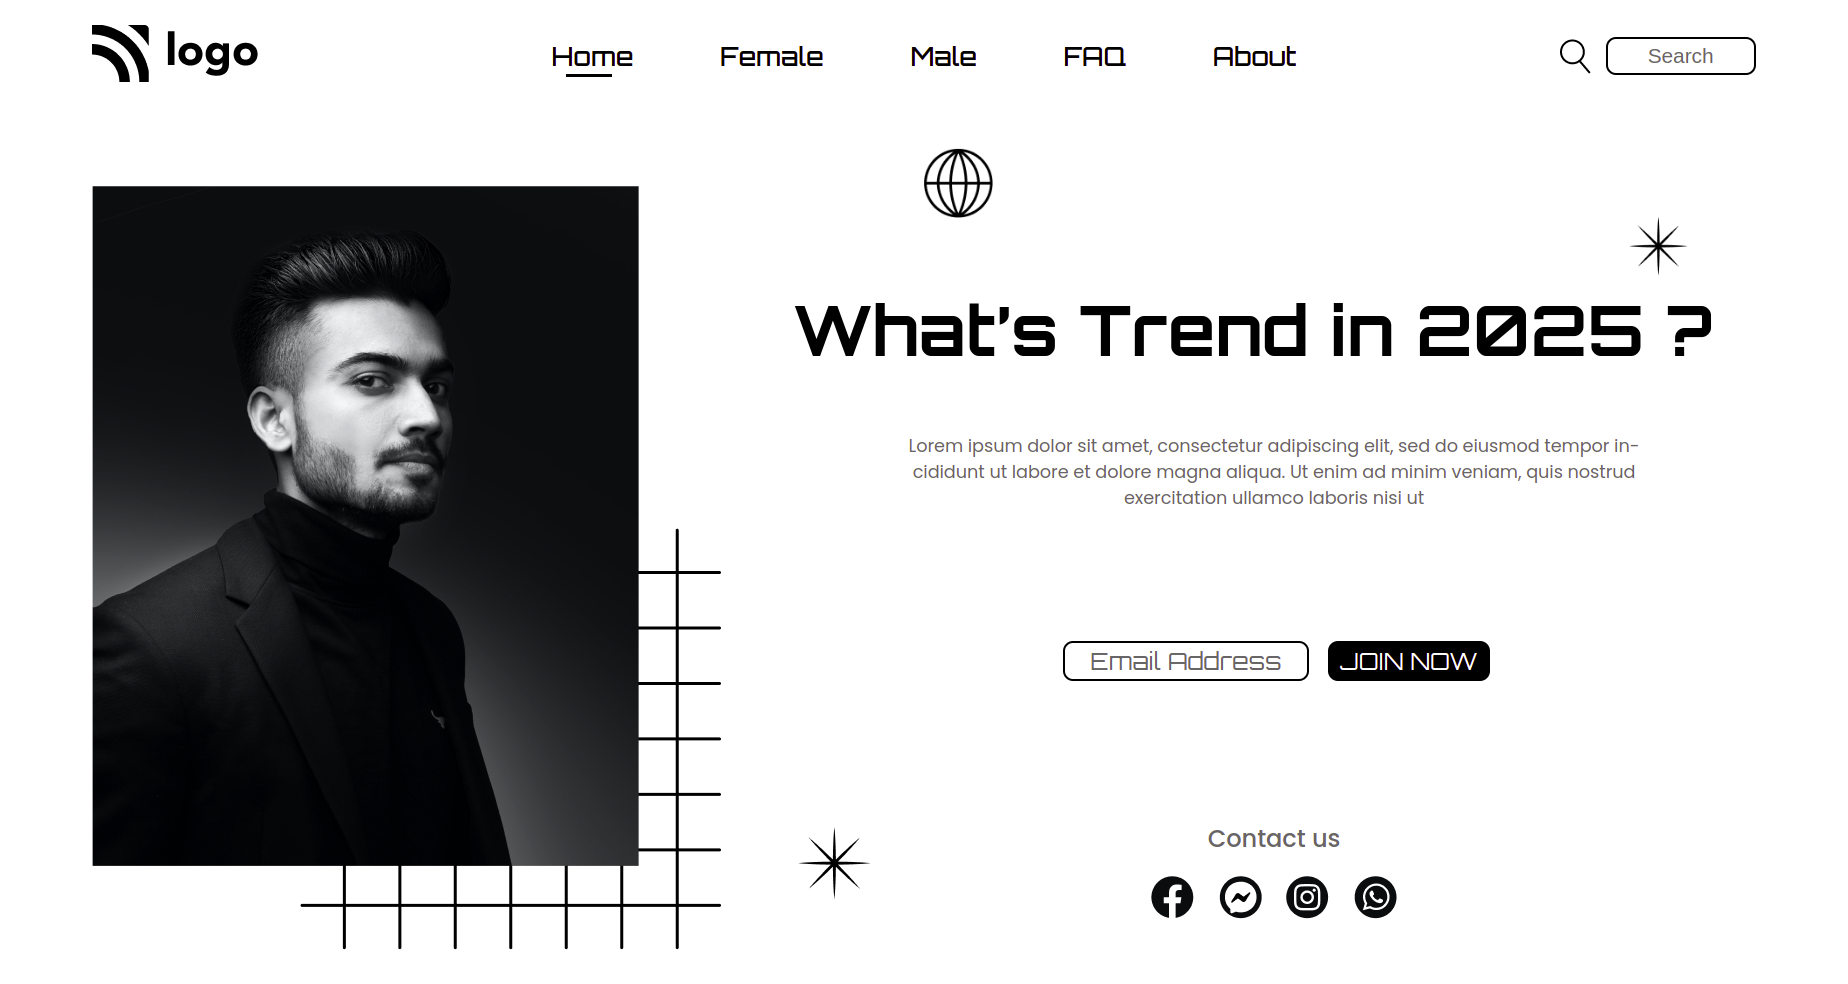 logo
Home Female Male FAQ About
Search
What's Trend in 2025 ?
Lorem ipsum dolor sit amet, consectetur adipiscing elit, sed do eiusmod tempor in-
cididunt ut labore et dolore magna aliqua. Ut enim ad minim veniam, quis nostrud
exercitation ullamco laboris nisi ut
Email Address JOIN NOW
Contact us